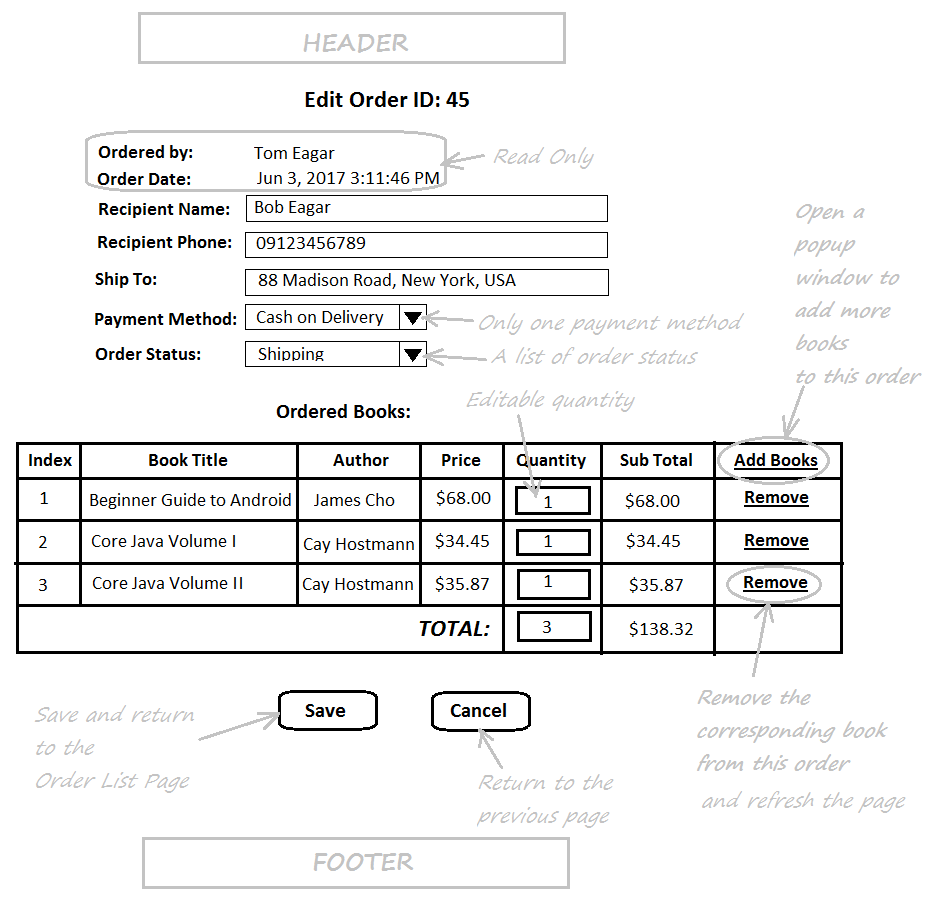 HEADER
Edit Order ID: 45
Ordered by: Tom Eagar
Order Date: Jun 3, 2017 3:11:46 PM
Read Only
Recipient Name: Bob Eagar
Recipient Phone: 09123456789
Ship To: 88 Madison Road, New York, USA
Payment Method: Cash on Delivery
Only one payment method
Order Status: Shipping
A list of order status
Open a
popup
window to
add more
books
to this order
Editable quantity
Ordered Books:
Index Book Title Author Price Quantity Sub Total Add Books
1 Beginner Guide to Android James Cho $68.00 1 $68.00 Remove
2 Core Java Volume I Cay Hostmann $34.45 1 $34.45 Remove
3 Core Java Volume II Cay Hostmann $35.87 1 $35.87 Remove
TOTAL: 3 $138.32
Save Cancel
Save and return
to the
Order List Page
Return to the
previous page
Remove the
corresponding book
from this order
and refresh the page
FOOTER